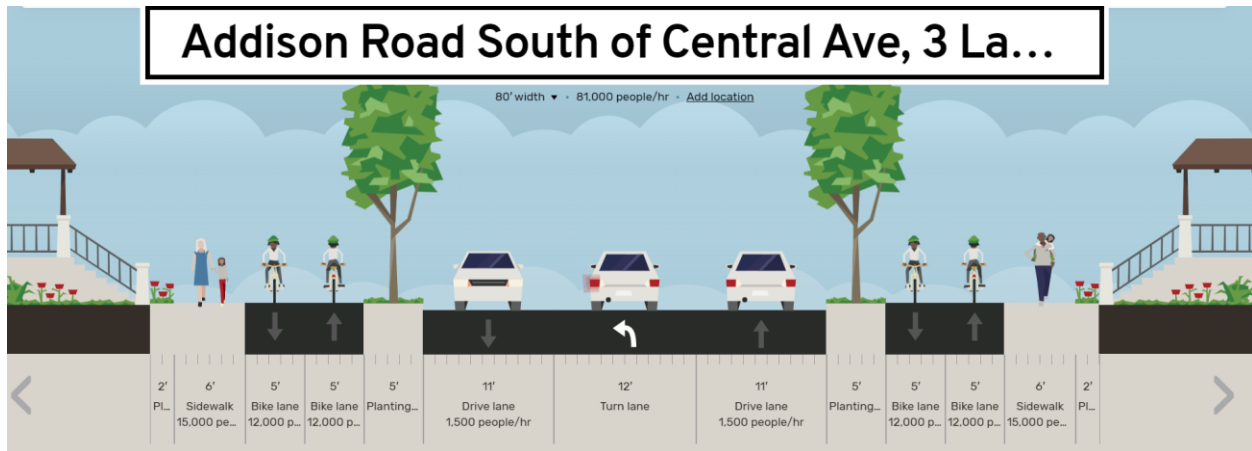 Addison Road South of Central Ave, 3 La...
80' width ▾ · 81,000 people/hr · Add location
2' 6' 5' 5' 5' 11' 12' 11' 5' 5' 5' 6' 2'
Pl... Sidewalk Bike lane Bike lane Planting... Drive lane Turn lane Drive lane Planting... Bike lane Bike lane Sidewalk Pl...
15,000 pe... 12,000 p... 12,000 p... 1,500 people/hr 1,500 people/hr 12,000 p... 12,000 p... 15,000 pe...